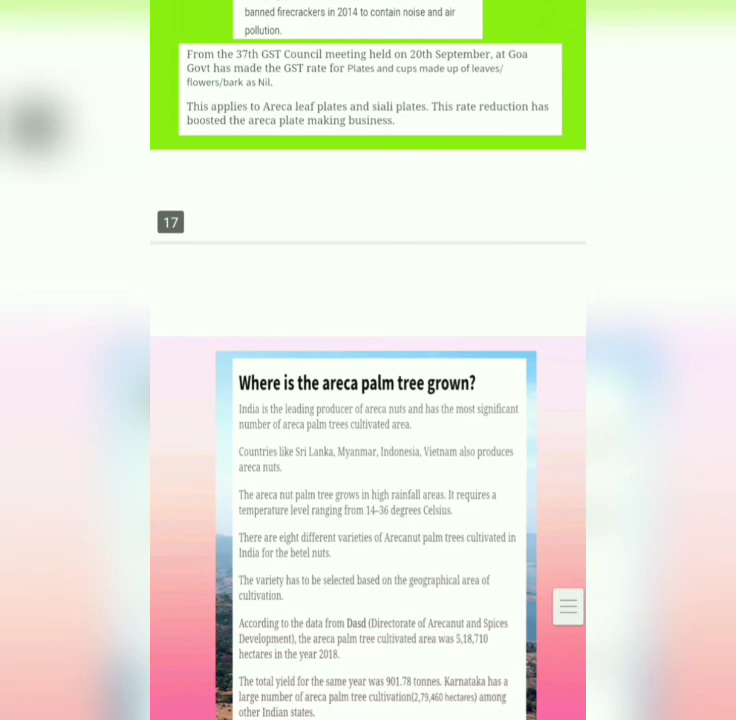 banned firecrackers in 2014 to contain noise and air
pollution.
From the 37th GST Council meeting held on 20th September, at Goa
Govt has made the GST rate for Plates and cups made up of leaves/
flowers/bark as Nil.
This applies to Areca leaf plates and siali plates. This rate reduction has
boosted the areca plate making business.
17
Where is the areca palm tree grown?
India is the leading producer of areca nuts and has the most significant
number of areca palm trees cultivated area.
Countries like Sri Lanka, Myanmar, Indonesia, Vietnam also produces
areca nuts.
The areca nut palm tree grows in high rainfall areas. It requires a
temperature level ranging from 14-36 degrees Celsius.
There are eight different varieties of Arecanut palm trees cultivated in
India for the betel nuts.
The variety has to be selected based on the geographical area of
cultivation.
According to the data from Dasd (Directorate of Arecanut and Spices
Development), the areca palm tree cultivated area was 5,18,710
hectares in the year 2018.
The total yield for the same year was 901.78 tonnes. Karnataka has a
large number of areca palm tree cultivation(2,79,460 hectares) among
other Indian states.